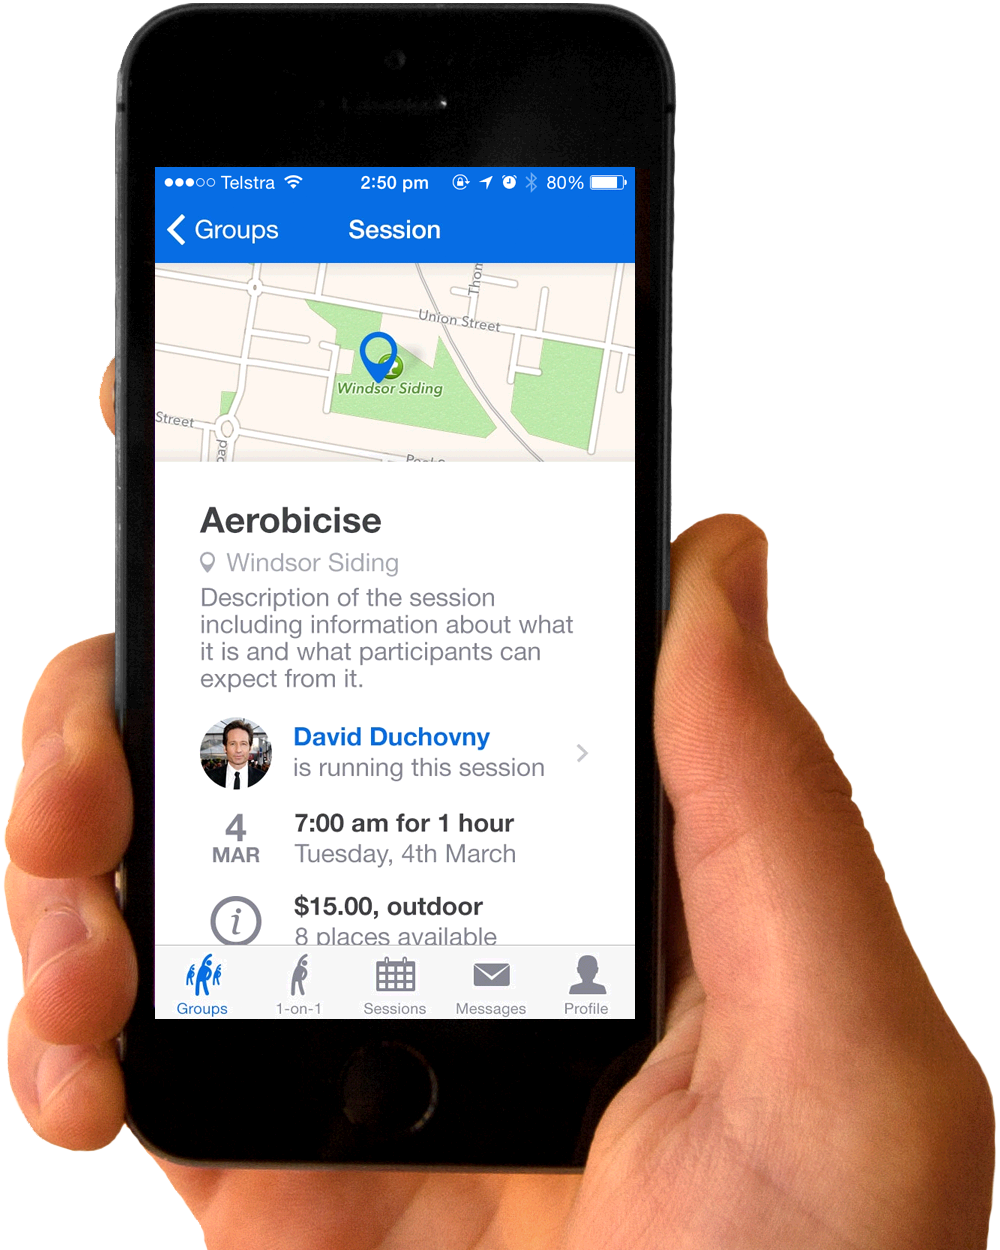 Telstra 2:50 pm 80%
Groups Session
Union Street
Windsor Siding
Street
Aerobicise
Windsor Siding
Description of the session
including information about what
it is and what participants can
expect from it.
David Duchovny
is running this session
4
MAR
7:00 am for 1 hour
Tuesday, 4th March
$15.00, outdoor
8 places available
Groups 1-on-1 Sessions Messages Profile